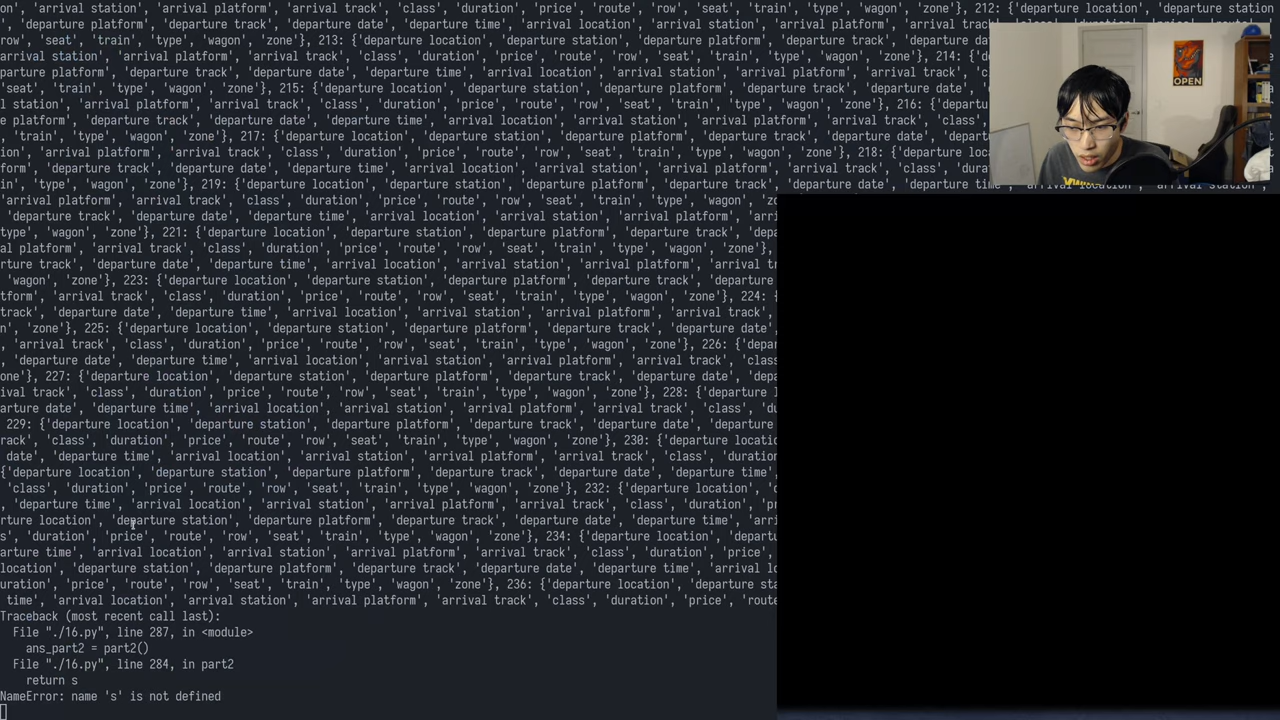 on', 'arrival platform', 'arrival track', 'class', 'duration', 'price', 'route', 'row', 'seat', 'train', 'type', 'wagon', 'zone'}, 212: {'departure location', 'departure station
', 'departure platform', 'departure track', 'departure date', 'departure time', 'arrival location', 'arrival station', 'arrival platform', 'arrival track', 'class', 'duration', 'price', 'route',
row', 'seat', 'train', 'type', 'wagon', 'zone'}, 213: {'departure location', 'departure station', 'departure platform', 'departure track', 'departure da
arrival station', 'arrival platform', 'arrival track', 'class', 'duration', 'price', 'route', 'row', 'seat', 'train', 'type', 'wagon', 'zone'}, 214: {'d
parture platform', 'departure track', 'departure date', 'departure time', 'arrival location', 'arrival station', 'arrival platform', 'arrival track', 'c
'seat', 'train', 'type', 'wagon', 'zone'}, 215: {'departure location', 'departure station', 'departure platform', 'departure track', 'departure date',
l station', 'arrival platform', 'arrival track', 'class', 'duration', 'price', 'route', 'row', 'seat', 'train', 'type', 'wagon', 'zone'}, 216: {'departu
e platform', 'departure track', 'departure date', 'departure time', 'arrival location', 'arrival station', 'arrival platform', 'arrival track', 'class',
, 'train', 'type', 'wagon', 'zone'}, 217: {'departure location', 'departure station', 'departure platform', 'departure track', 'departure date', 'depart
ion', 'arrival platform', 'arrival track', 'class', 'duration', 'price', 'route', 'row', 'seat', 'train', 'type', 'wagon', 'zone'}, 218: {'departure loc
form', 'departure track', 'departure date', 'departure time', 'arrival location', 'arrival station', 'arrival platform', 'arrival track', 'class', 'dura
in', 'type', 'wagon', 'zone'}, 219: {'departure location', 'departure station', 'departure platform', 'departure track', 'departure date', 'departure time', 'arrival location', 'arrival station',
'arrival platform', 'arrival track', 'class', 'duration', 'price', 'route', 'row', 'seat', 'train', 'type', 'wagon', 'zo
'departure track', 'departure date', 'departure time', 'arrival location', 'arrival station', 'arrival platform', 'arri
type', 'wagon', 'zone'}, 221: {'departure location', 'departure station', 'departure platform', 'departure track', 'depa
al platform', 'arrival track', 'class', 'duration', 'price', 'route', 'row', 'seat', 'train', 'type', 'wagon', 'zone'},
rture track', 'departure date', 'departure time', 'arrival location', 'arrival station', 'arrival platform', 'arrival tr
'wagon', 'zone'}, 223: {'departure location', 'departure station', 'departure platform', 'departure track', 'departure
tform', 'arrival track', 'class', 'duration', 'price', 'route', 'row', 'seat', 'train', 'type', 'wagon', 'zone'}, 224: {
track', 'departure date', 'departure time', 'arrival location', 'arrival station', 'arrival platform', 'arrival track',
n', 'zone'}, 225: {'departure location', 'departure station', 'departure platform', 'departure track', 'departure date',
, 'arrival track', 'class', 'duration', 'price', 'route', 'row', 'seat', 'train', 'type', 'wagon', 'zone'}, 226: {'depar
, 'departure date', 'departure time', 'arrival location', 'arrival station', 'arrival platform', 'arrival track', 'class
one'}, 227: {'departure location', 'departure station', 'departure platform', 'departure track', 'departure date', 'depa
ival track', 'class', 'duration', 'price', 'route', 'row', 'seat', 'train', 'type', 'wagon', 'zone'}, 228: {'departure l
arture date', 'departure time', 'arrival location', 'arrival station', 'arrival platform', 'arrival track', 'class', 'du
229: {'departure location', 'departure station', 'departure platform', 'departure track', 'departure date', 'departure
rack', 'class', 'duration', 'price', 'route', 'row', 'seat', 'train', 'type', 'wagon', 'zone'}, 230: {'departure locatio
date', 'departure time', 'arrival location', 'arrival station', 'arrival platform', 'arrival track', 'class', 'duration
{'departure location', 'departure station', 'departure platform', 'departure track', 'departure date', 'departure time'
'class', 'duration', 'price', 'route', 'row', 'seat', 'train', 'type', 'wagon', 'zone'}, 232: {'departure location', 'd
, 'departure time', 'arrival location', 'arrival station', 'arrival platform', 'arrival track', 'class', 'duration', 'pr
rture location', 'departure station', 'departure platform', 'departure track', 'departure date', 'departure time', 'arri
s', 'duration', 'price', 'route', 'row', 'seat', 'train', 'type', 'wagon', 'zone'}, 234: {'departure location', 'departu
arture time', 'arrival location', 'arrival station', 'arrival platform', 'arrival track', 'class', 'duration', 'price',
location', 'departure station', 'departure platform', 'departure track', 'departure date', 'departure time', 'arrival lo
uration', 'price', 'route', 'row', 'seat', 'train', 'type', 'wagon', 'zone'}, 236: {'departure location', 'departure sta
time', 'arrival location', 'arrival station', 'arrival platform', 'arrival track', 'class', 'duration', 'price', 'route
Traceback (most recent call last):
File "./16.py", line 287, in <module>
ans_part2 = part2()
File "./16.py", line 284, in part2
return s
NameError: name 's' is not defined
OPEN